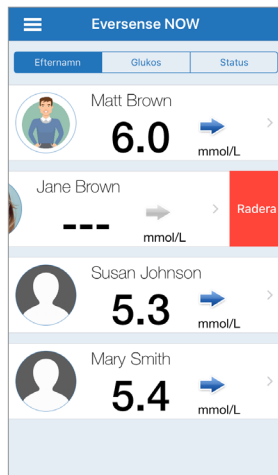 Eversense NOW
Efternamn Glukos Status
Matt Brown
6.0
mmol/L
Jane Brown
---
mmol/L
Radera
Susan Johnson
5.3
mmol/L
Mary Smith
5.4
mmol/L